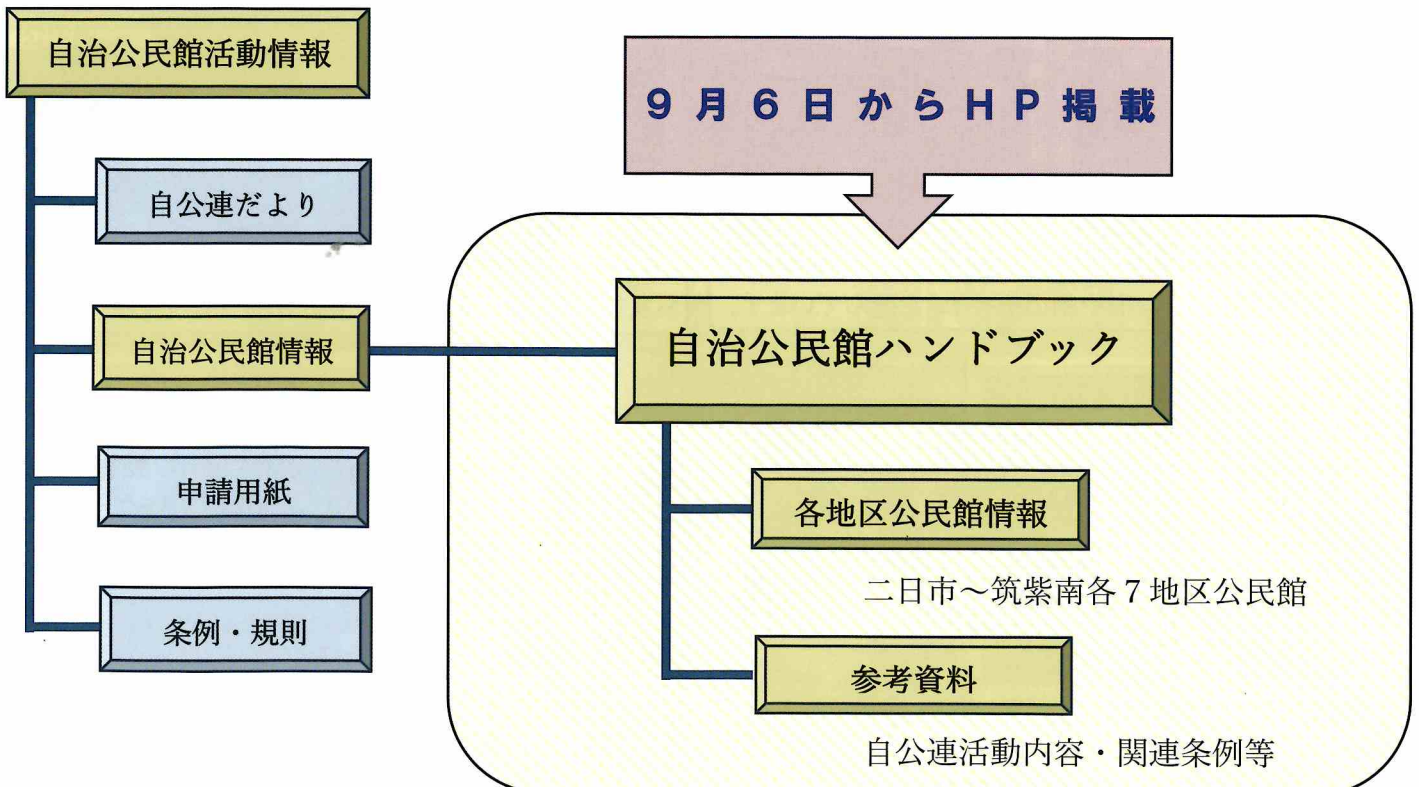 自治公民館活動情報
9月6日からHP掲載
自公連だより
自治公民館情報
自治公民館ハンドブック
申請用紙
各地区公民館情報
二日市～筑紫南各7地区公民館
条例・規則
参考資料
自公連活動内容・関連条例等